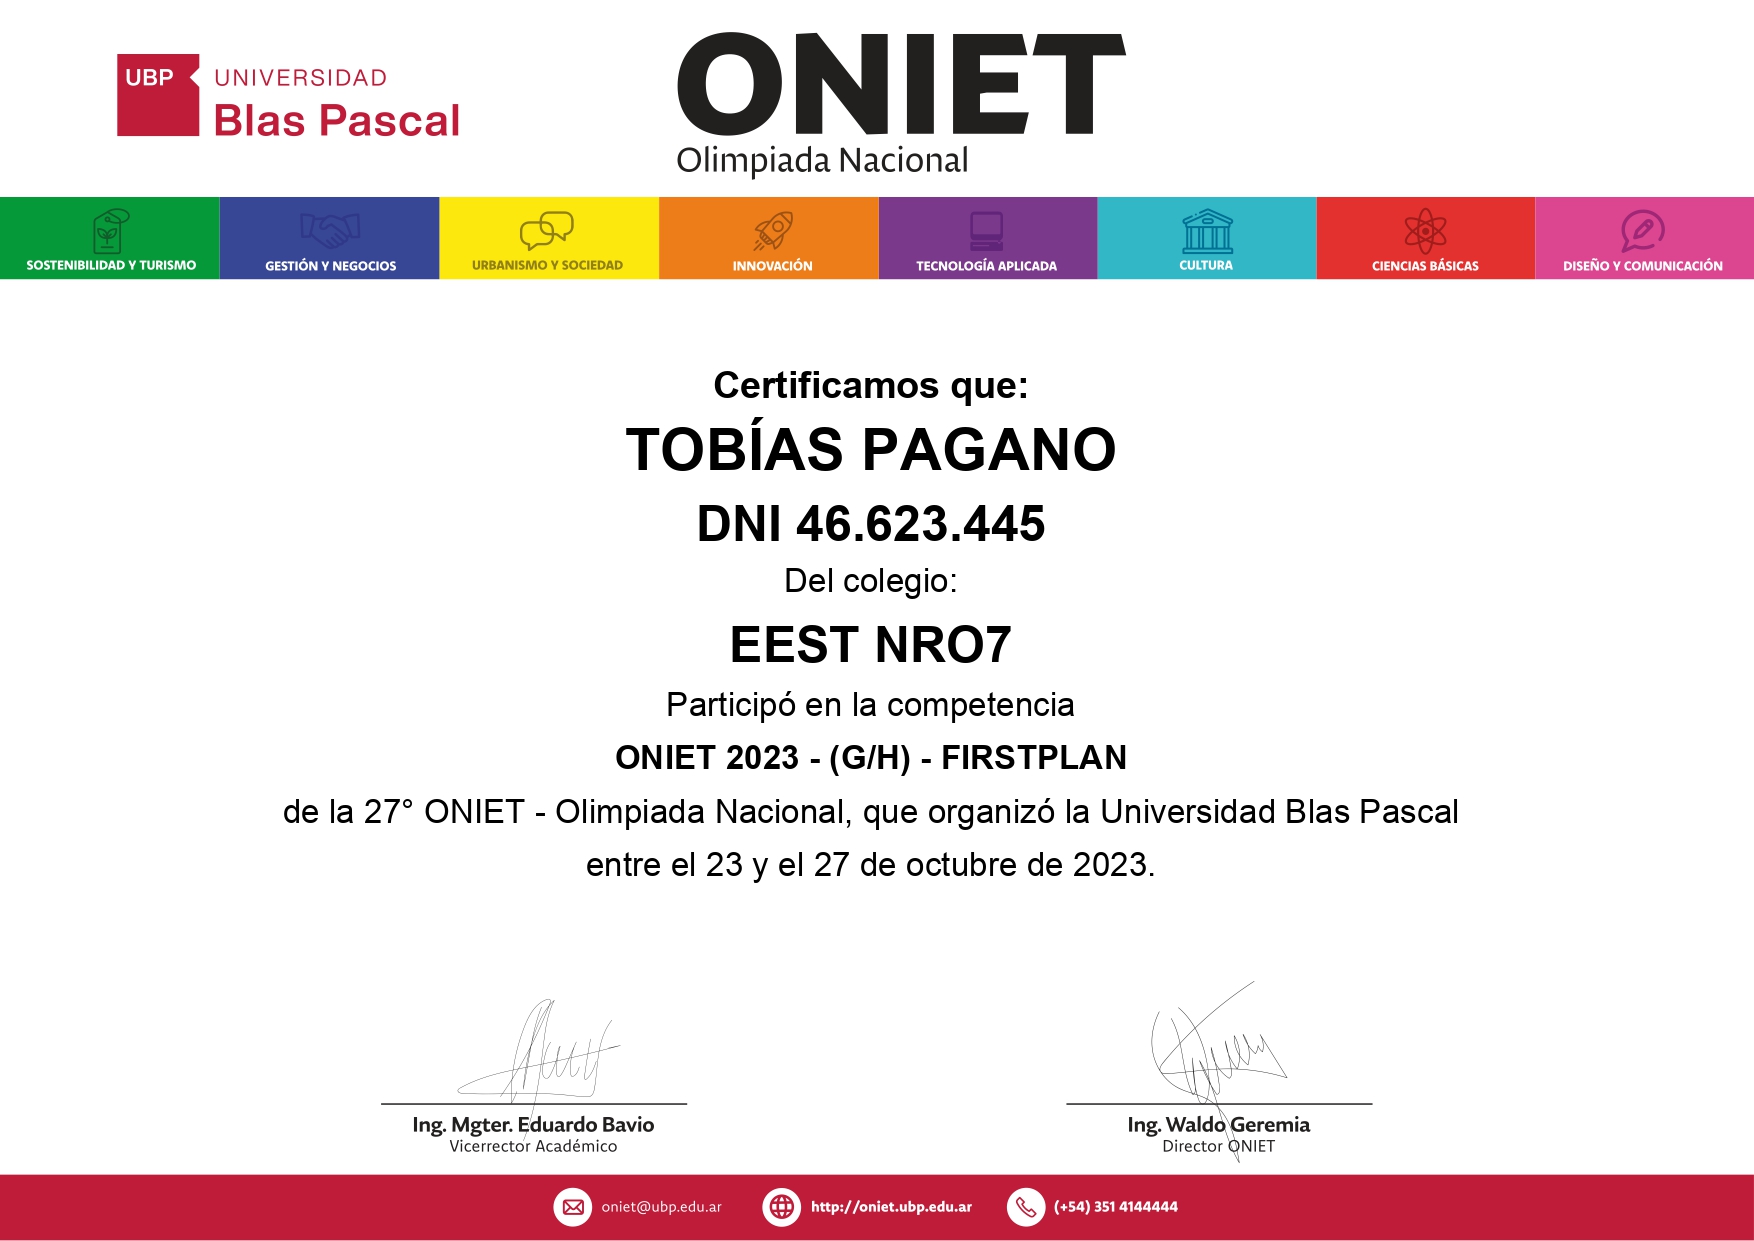 UBP
UNIVERSIDAD
Blas Pascal
ONIET
Olimpiada Nacional
SOSTENIBILIDAD Y TURISMO
GESTIÓN Y NEGOCIOS
URBANISMO Y SOCIEDAD
INNOVACIÓN
TECNOLOGÍA APLICADA
CULTURA
CIENCIAS BÁSICAS
DISEÑO Y COMUNICACIÓN
Certificamos que:
TOBÍAS PAGANO
DNI 46.623.445
Del colegio:
EEST NRO7
Participó en la competencia
ONIET 2023 - (G/H) - FIRSTPLAN
de la 27° ONIET - Olimpiada Nacional, que organizó la Universidad Blas Pascal
entre el 23 y el 27 de octubre de 2023.
Ing. Mgter. Eduardo Bavio
Vicerrector Académico
Ing. Waldo Geremia
Director ONIET
oniet@ubp.edu.ar
http://oniet.ubp.edu.ar
(+54) 351 4144444